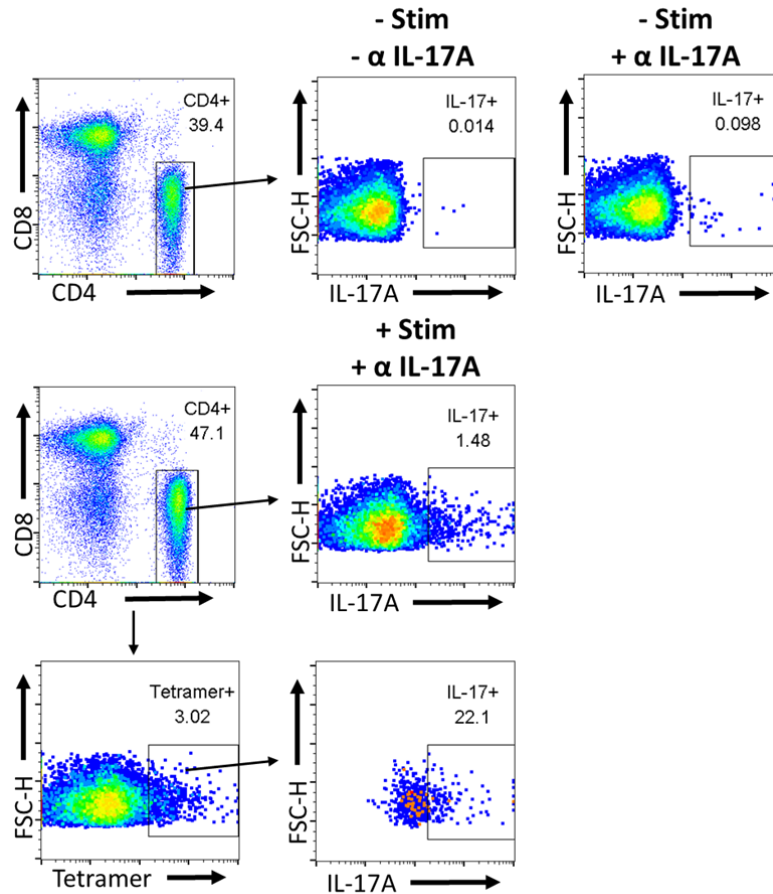 - Stim
- α IL-17A
- Stim
+ α IL-17A
CD4+
39.4
CD8
CD4
IL-17+
0.014
FSC-H
IL-17A
IL-17+
0.098
FSC-H
IL-17A
+ Stim
+ α IL-17A
CD4+
47.1
CD8
CD4
IL-17+
1.48
FSC-H
IL-17A
Tetramer+
3.02
FSC-H
Tetramer
IL-17+
22.1
FSC-H
IL-17A